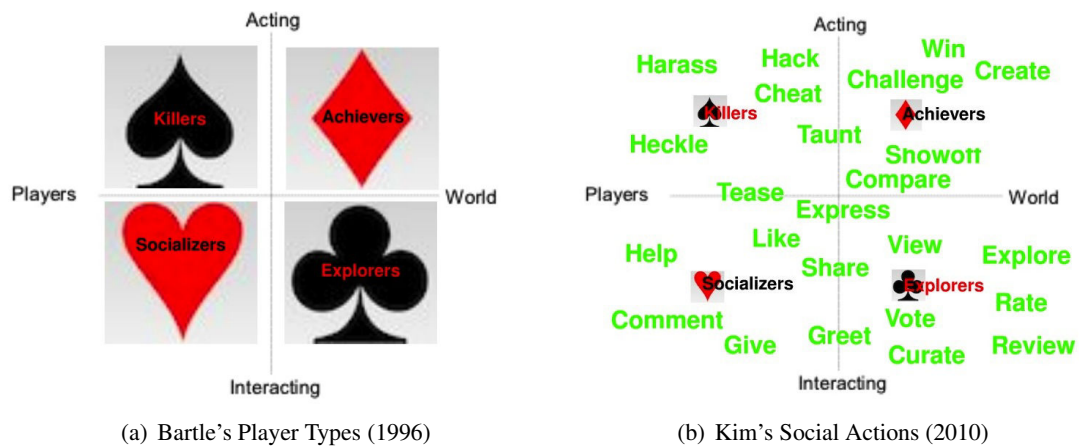 Acting
Killers
Achievers
Players
World
Socializers
Explorers
Interacting
(a) Bartle's Player Types (1996)
Acting
Harass
Hack
Win
Cheat
Challenge
Create
Killers
Achievers
Heckle
Taunt
Showoff
Compare
Players
Tease
World
Express
Like
View
Help
Share
Explore
Socializers
Explorers
Rate
Comment
Vote
Give
Greet
Curate
Review
Interacting
(b) Kim's Social Actions (2010)